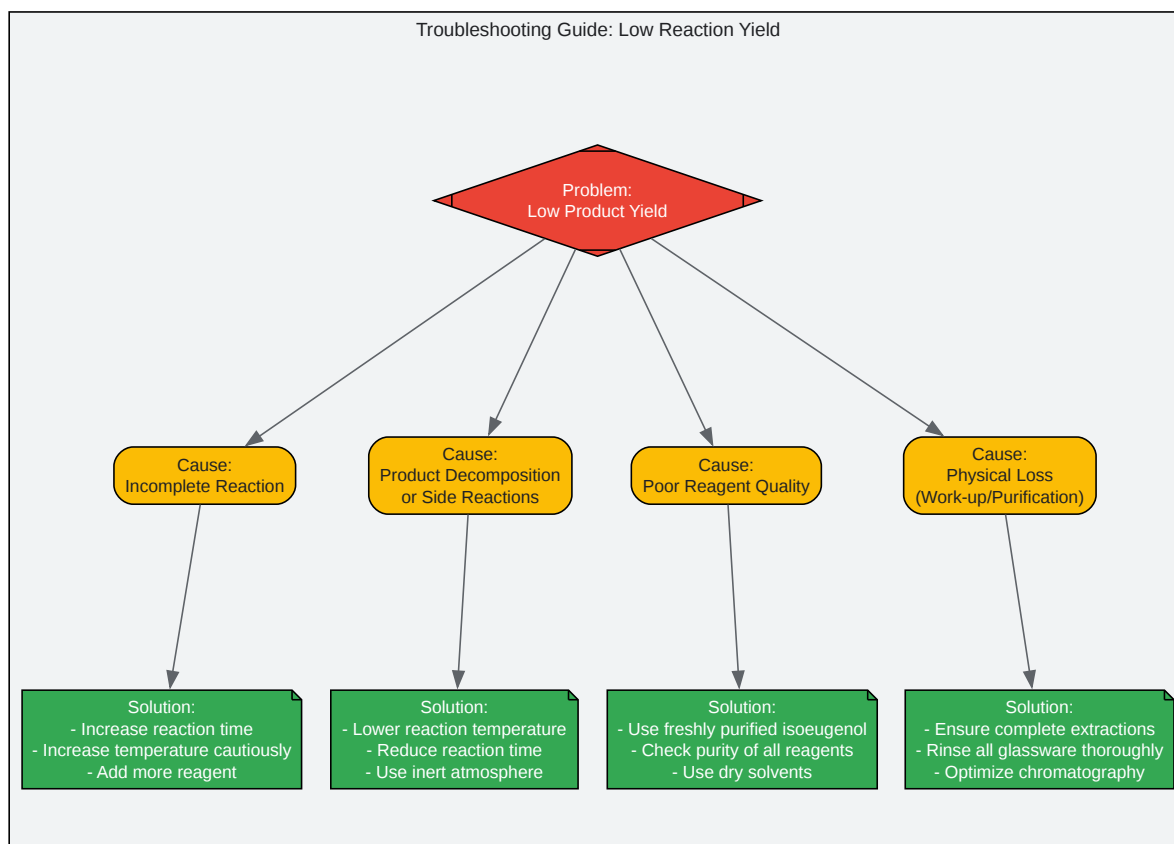 Troubleshooting Guide: Low Reaction Yield
Problem:
Low Product Yield
Cause:
Incomplete Reaction
Cause:
Product Decomposition
or Side Reactions
Cause:
Poor Reagent Quality
Cause:
Physical Loss
(Work-up/Purification)
Solution:
- Increase reaction time
- Increase temperature cautiously
- Add more reagent
Solution:
- Lower reaction temperature
- Reduce reaction time
- Use inert atmosphere
Solution:
- Use freshly purified isoeugenol
- Check purity of all reagents
- Use dry solvents
Solution:
- Ensure complete extractions
- Rinse all glassware thoroughly
- Optimize chromatography